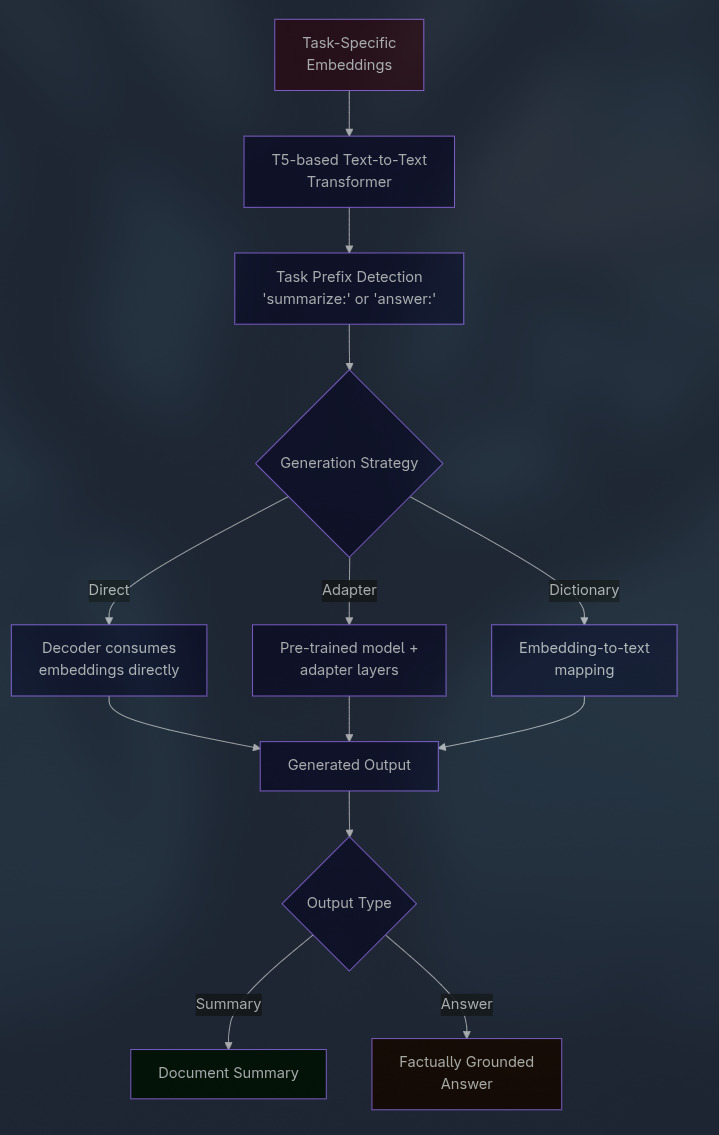 Task-Specific
Embeddings
T5-based Text-to-Text
Transformer
Task Prefix Detection
'summarize:' or 'answer:'
Generation Strategy
Direct
Adapter
Dictionary
Decoder consumes
embeddings directly
Pre-trained model +
adapter layers
Embedding-to-text
mapping
Generated Output
Output Type
Summary
Answer
Document Summary
Factually Grounded
Answer